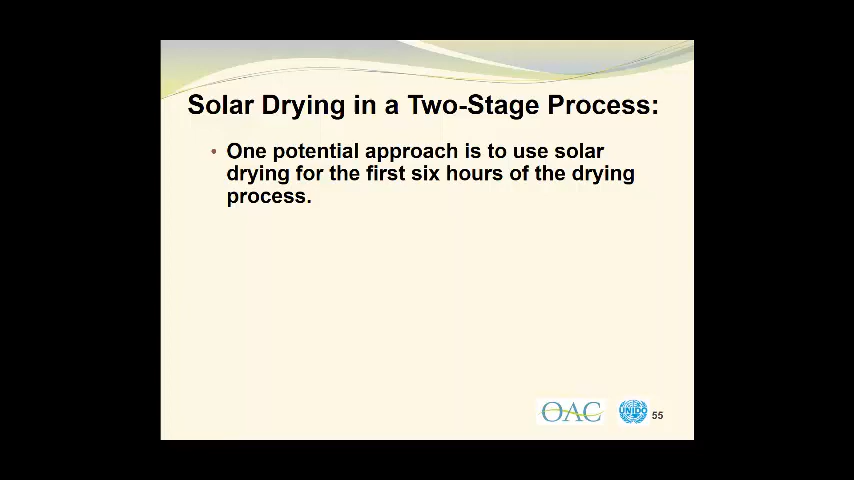 Solar Drying in a Two-Stage Process:
• One potential approach is to use solar
drying for the first six hours of the drying
process.
OAC
UNIDO
55